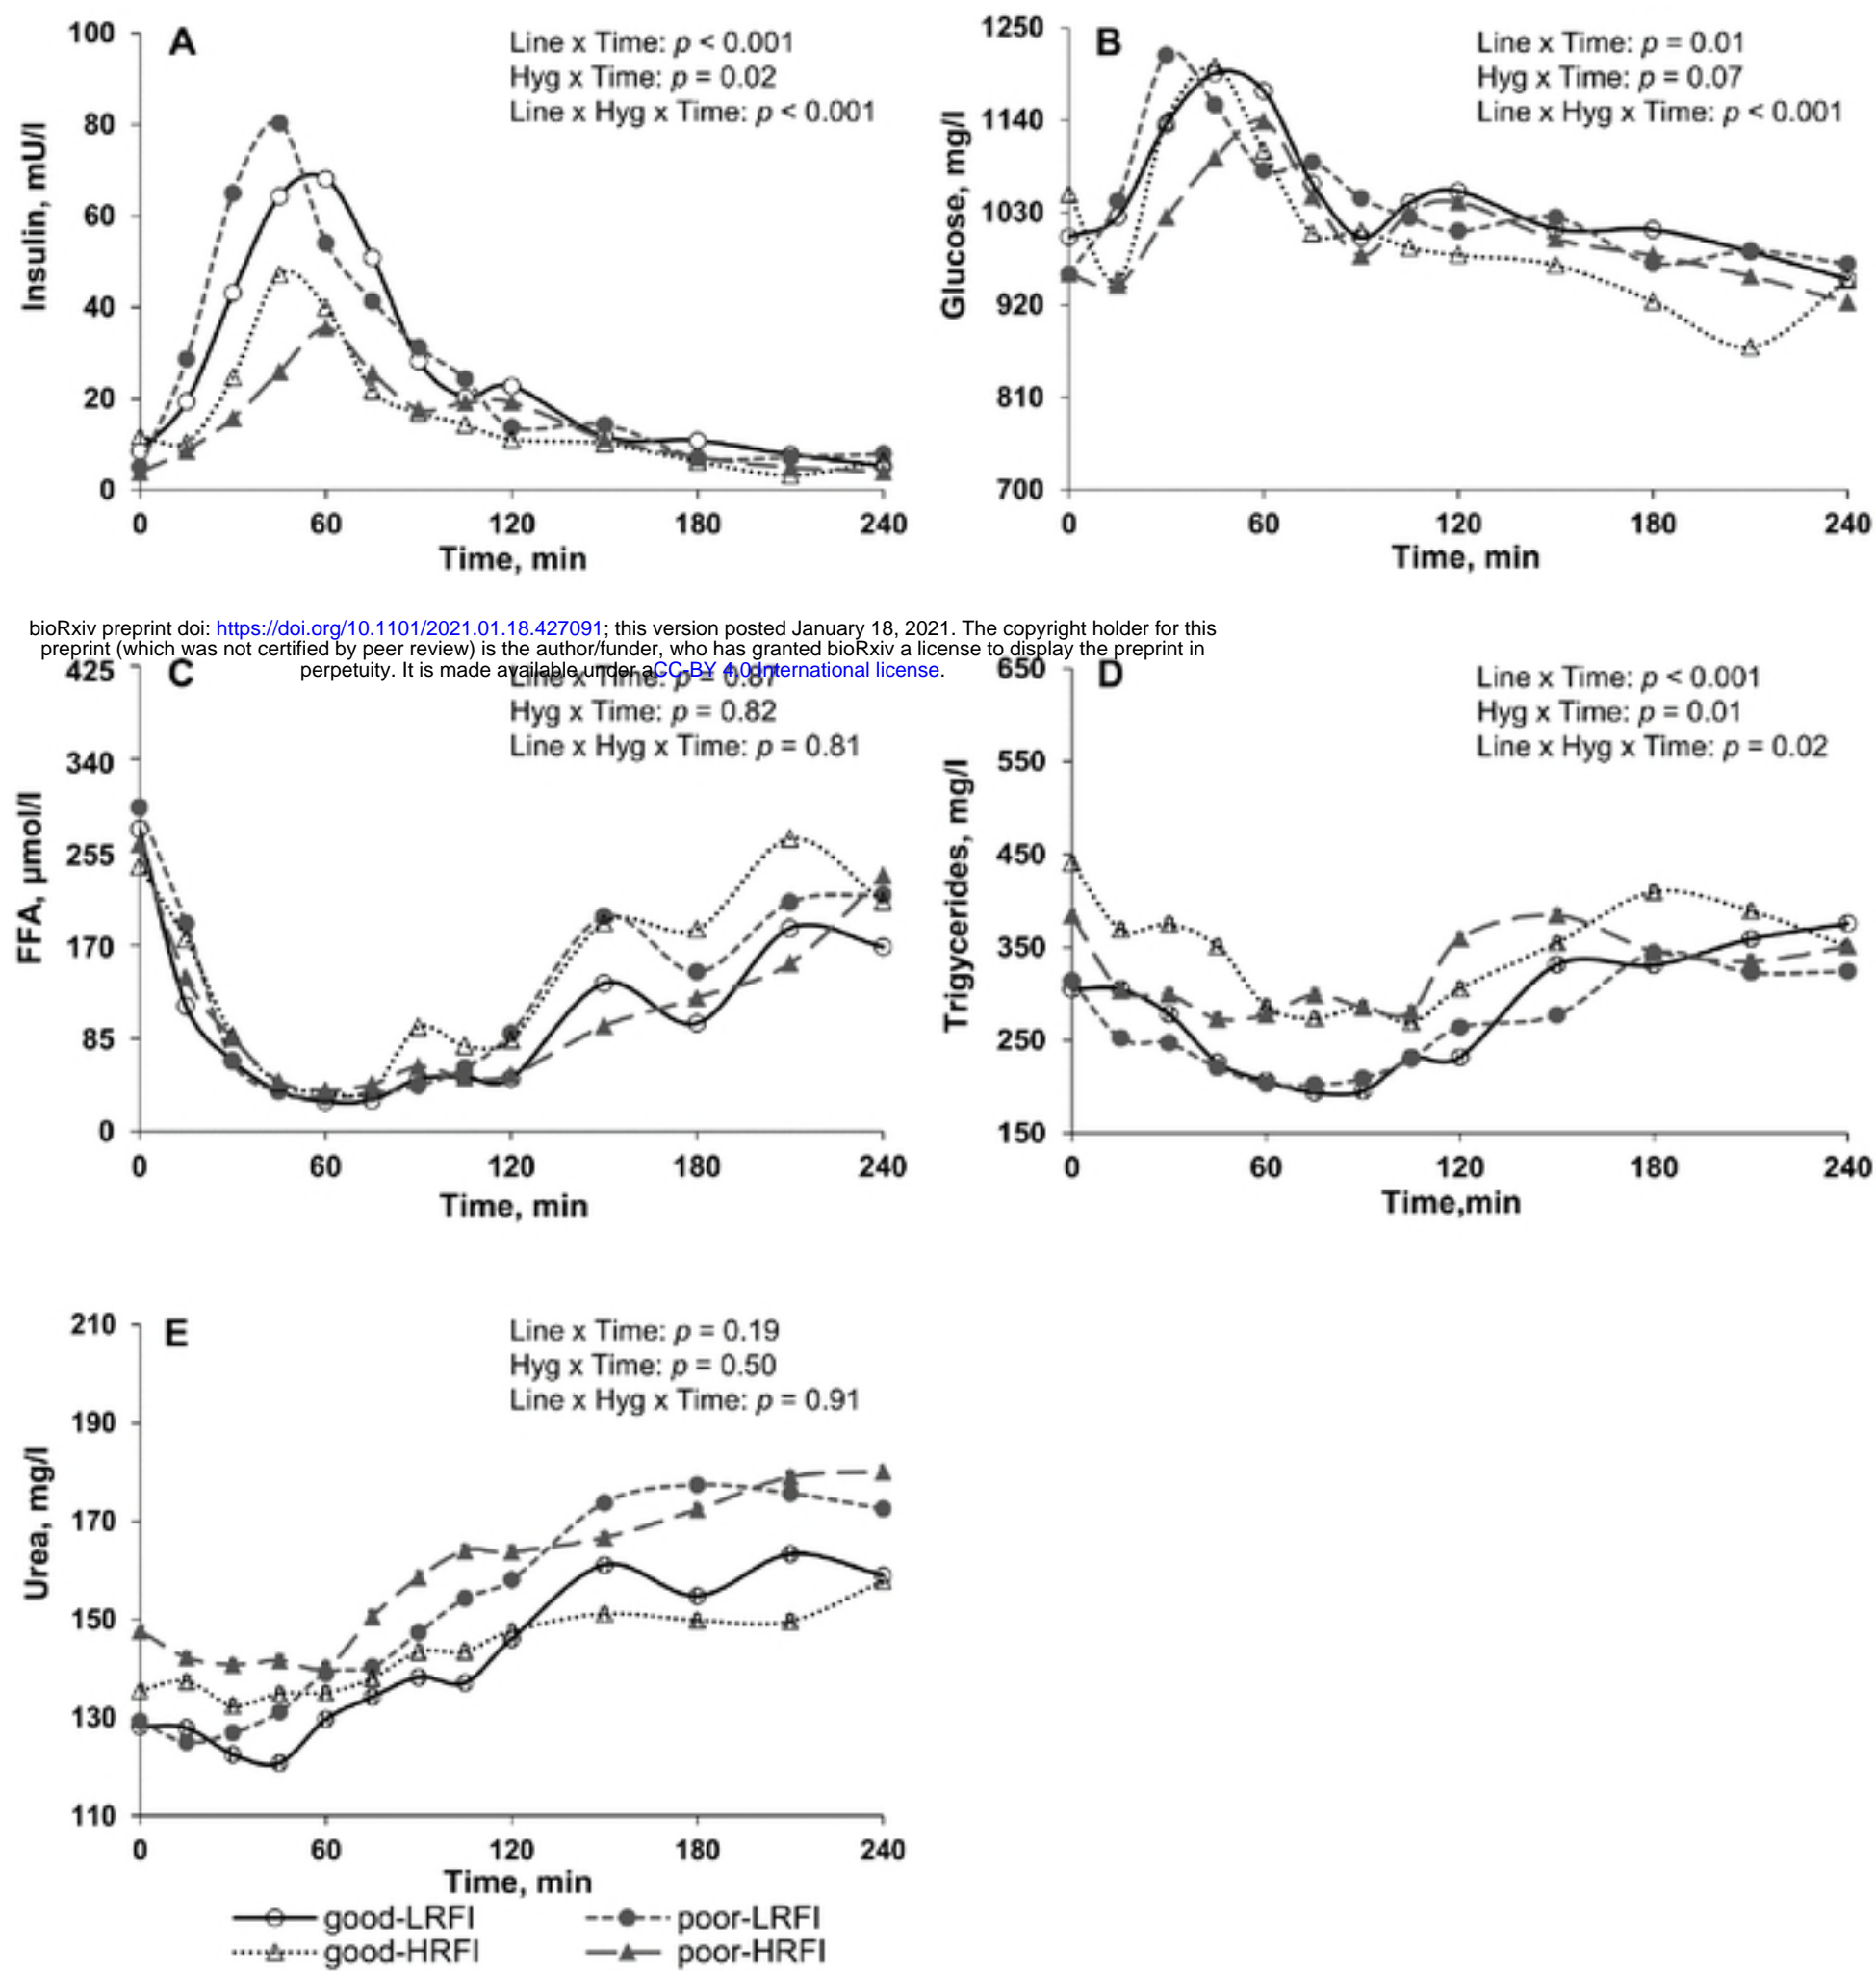 A
Line x Time: p < 0.001
Hyg x Time: p = 0.02
Line x Hyg x Time: p < 0.001
Insulin, mU/l
100
80
60
40
20
0
0 60 120 180 240
Time, min
B
Line x Time: p = 0.01
Hyg x Time: p = 0.07
Line x Hyg x Time: p < 0.001
Glucose, mg/l
1250
1140
1030
920
810
700
0 60 120 180 240
Time, min
bioRxiv preprint doi: https://doi.org/10.1101/2021.01.18.427091; this version posted January 18, 2021. The copyright holder for this
preprint (which was not certified by peer review) is the author/funder, who has granted bioRxiv a license to display the preprint in
perpetuity. It is made available under aCC-BY 4.0 International license.
C
Line x Time: p = 0.87
Hyg x Time: p = 0.82
Line x Hyg x Time: p = 0.81
FFA, µmol/l
425
340
255
170
85
0
0 60 120 180 240
Time, min
D
Line x Time: p < 0.001
Hyg x Time: p = 0.01
Line x Hyg x Time: p = 0.02
Trigycerides, mg/l
650
550
450
350
250
150
0 60 120 180 240
Time,min
E
Line x Time: p = 0.19
Hyg x Time: p = 0.50
Line x Hyg x Time: p = 0.91
Urea, mg/l
210
190
170
150
130
110
0 60 120 180 240
Time, min
good-LRFI poor-LRFI
good-HRFI poor-HRFI